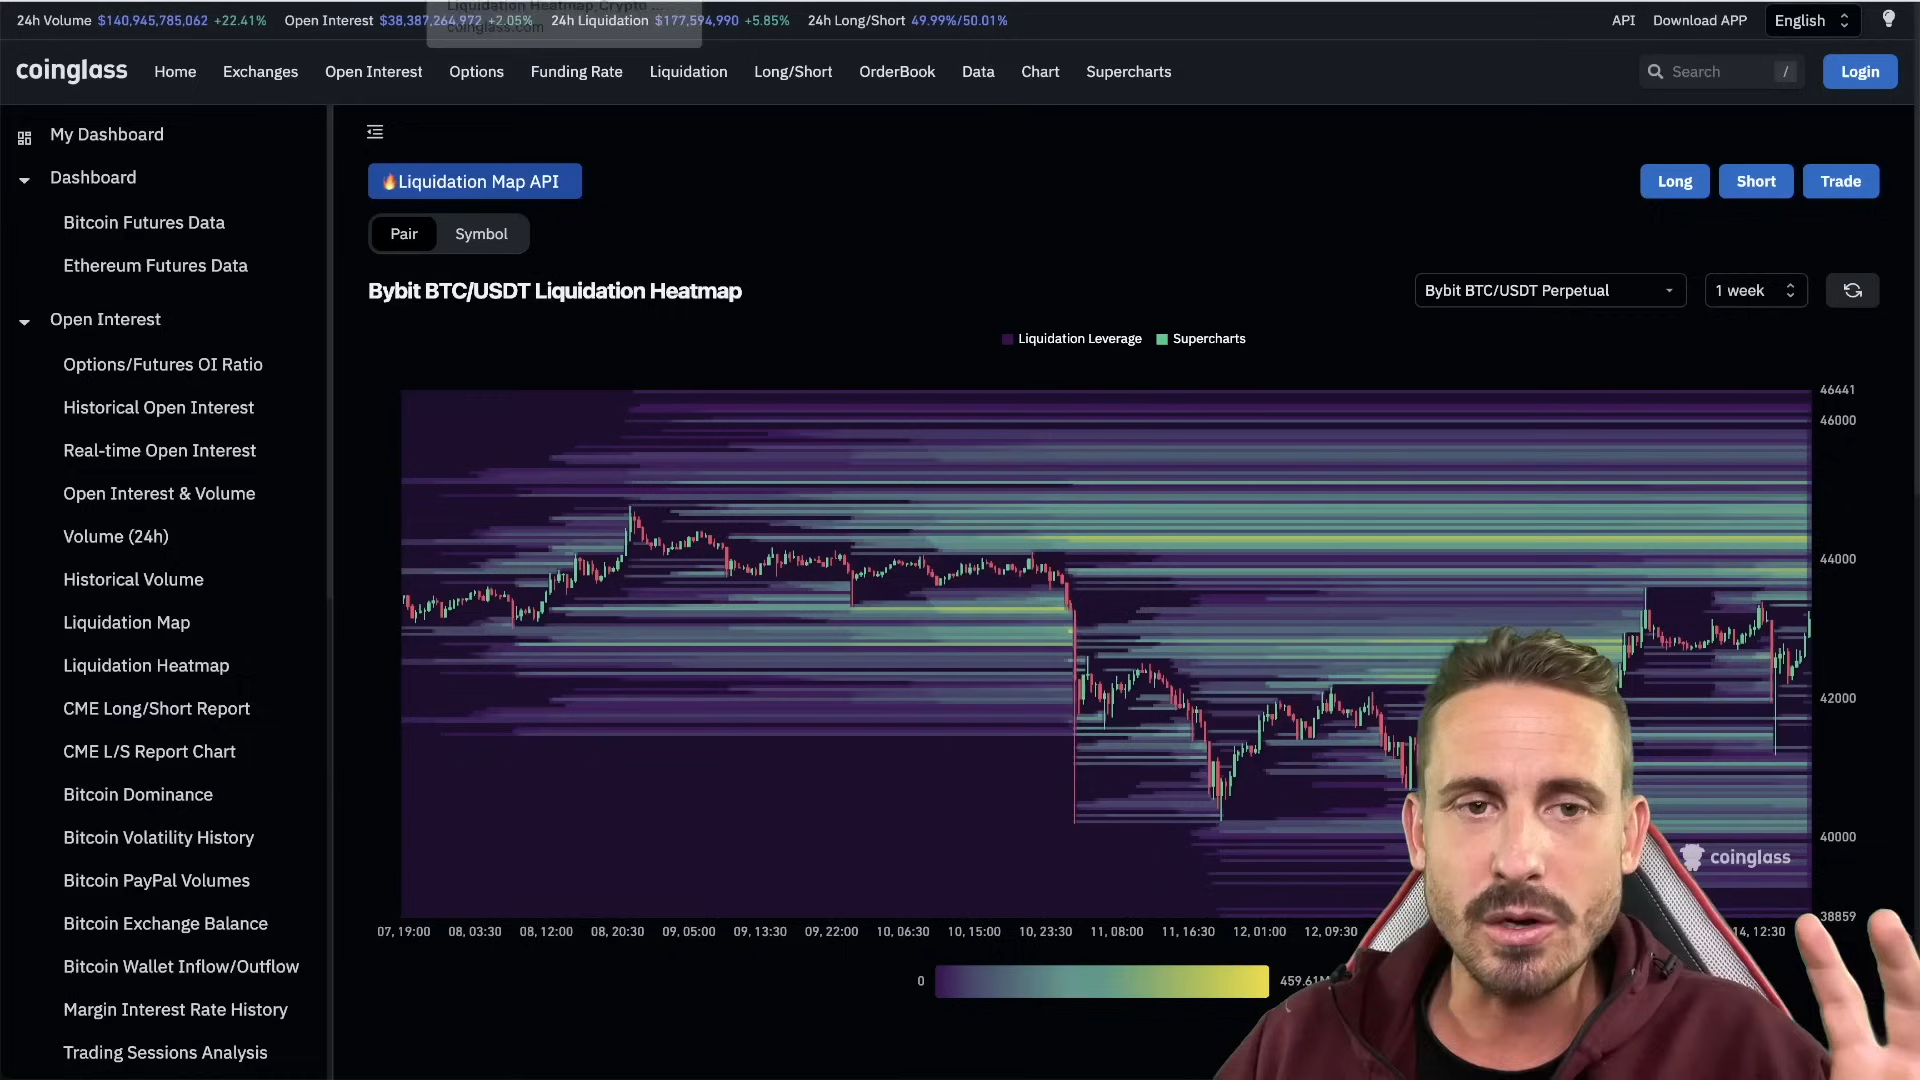 24h Volume $140,945,785,062 +22.41% Open Interest $38,387,264,972 +2.05% 24h Liquidation $177,594,990 +5.85% 24h Long/Short 49.99%/50.01% API Download APP English
Liquidation Heatmap Crypto ...
coinglass.com
coinglass Home Exchanges Open Interest Options Funding Rate Liquidation Long/Short OrderBook Data Chart Supercharts Search / Login
My Dashboard
Dashboard
Bitcoin Futures Data
Ethereum Futures Data
Open Interest
Options/Futures OI Ratio
Historical Open Interest
Real-time Open Interest
Open Interest & Volume
Volume (24h)
Historical Volume
Liquidation Map
Liquidation Heatmap
CME Long/Short Report
CME L/S Report Chart
Bitcoin Dominance
Bitcoin Volatility History
Bitcoin PayPal Volumes
Bitcoin Exchange Balance
Bitcoin Wallet Inflow/Outflow
Margin Interest Rate History
Trading Sessions Analysis
🔥Liquidation Map API
Long Short Trade
Pair Symbol
Bybit BTC/USDT Liquidation Heatmap
Bybit BTC/USDT Perpetual 1 week
Liquidation Leverage Supercharts
46441
46000
44000
42000
40000
38859
coinglass
07, 19:00 08, 03:30 08, 12:00 08, 20:30 09, 05:00 09, 13:30 09, 22:00 10, 06:30 10, 15:00 10, 23:30 11, 08:00 11, 16:30 12, 01:00 12, 09:30 14, 12:30
0 459.61M